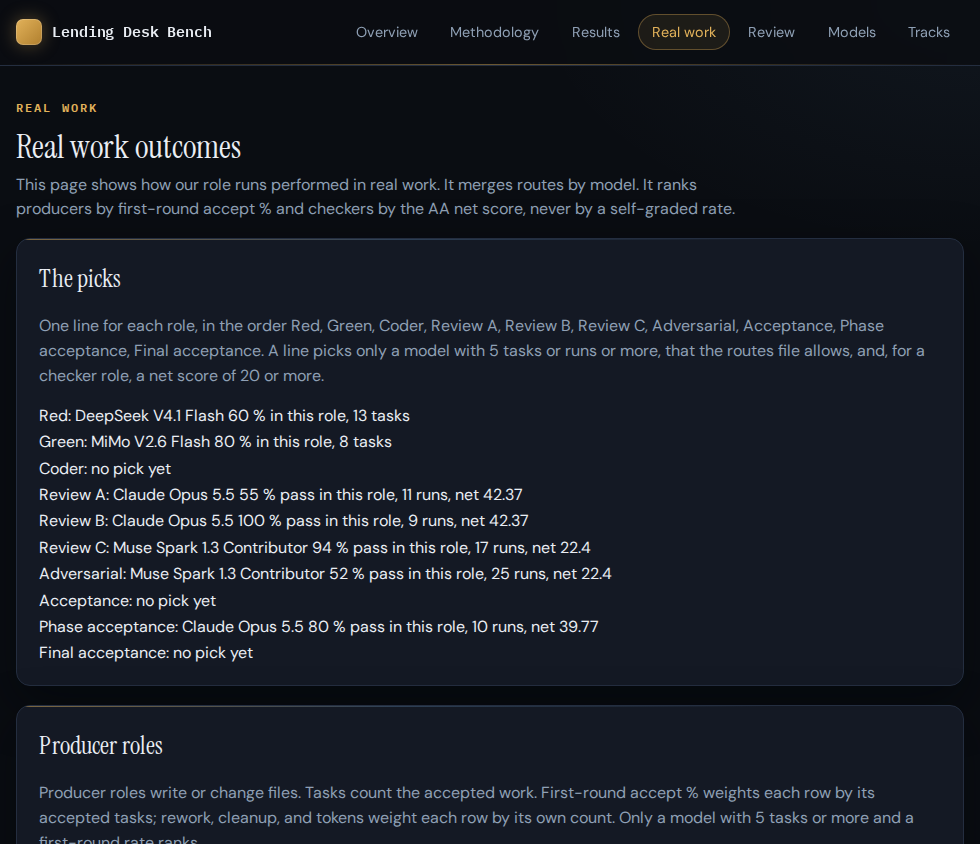 Lending Desk Bench
Overview
Methodology
Results
Real work
Review
Models
Tracks
REAL WORK
Real work outcomes
This page shows how our role runs performed in real work. It merges routes by model. It ranks
producers by first-round accept % and checkers by the AA net score, never by a self-graded rate.
The picks
One line for each role, in the order Red, Green, Coder, Review A, Review B, Review C, Adversarial, Acceptance, Phase
acceptance, Final acceptance. A line picks only a model with 5 tasks or runs or more, that the routes file allows, and, for a
checker role, a net score of 20 or more.
Red: DeepSeek V4.1 Flash 60 % in this role, 13 tasks
Green: MiMo V2.6 Flash 80 % in this role, 8 tasks
Coder: no pick yet
Review A: Claude Opus 5.5 55 % pass in this role, 11 runs, net 42.37
Review B: Claude Opus 5.5 100 % pass in this role, 9 runs, net 42.37
Review C: Muse Spark 1.3 Contributor 94 % pass in this role, 17 runs, net 22.4
Adversarial: Muse Spark 1.3 Contributor 52 % pass in this role, 25 runs, net 22.4
Acceptance: no pick yet
Phase acceptance: Claude Opus 5.5 80 % pass in this role, 10 runs, net 39.77
Final acceptance: no pick yet
Producer roles
Producer roles write or change files. Tasks count the accepted work. First-round accept % weights each row by its
accepted tasks; rework, cleanup, and tokens weight each row by its own count. Only a model with 5 tasks or more and a
first-round rate ranks.